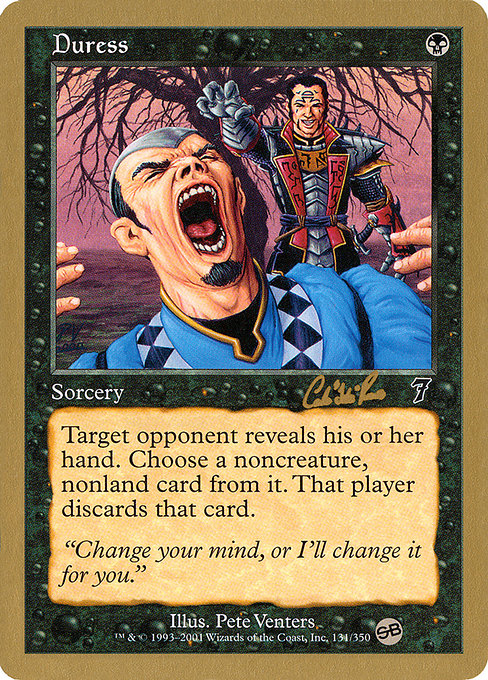 Duress
Sorcery
Target opponent reveals his or her
hand. Choose a noncreature,
nonland card from it. That player
discards that card.
“Change your mind, or I’ll change it
for you.”
Illus. Pete Venters
™ & © 1993–2001 Wizards of the Coast, Inc. 131/350
SB